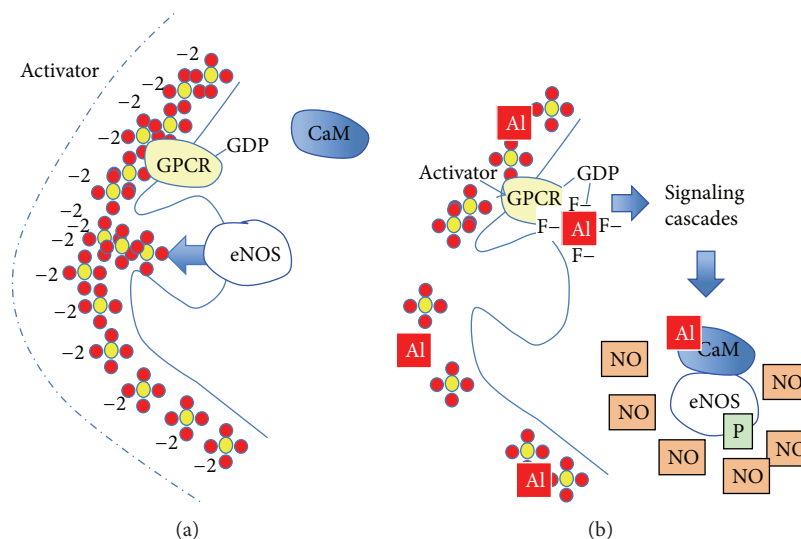 −2
−2
Activator
−2
−2
−2
CaM
GDP
−2
GPCR
−2
−2
−2
−2
eNOS
−2
−2
−2
−2
−2
−2
(a)
Al
Activator
GDP
GPCR
F−
F−
Al
F−
F−
Signaling
cascades
Al
Al
CaM
NO
NO
eNOS
NO
P
NO
NO
NO
Al
(b)